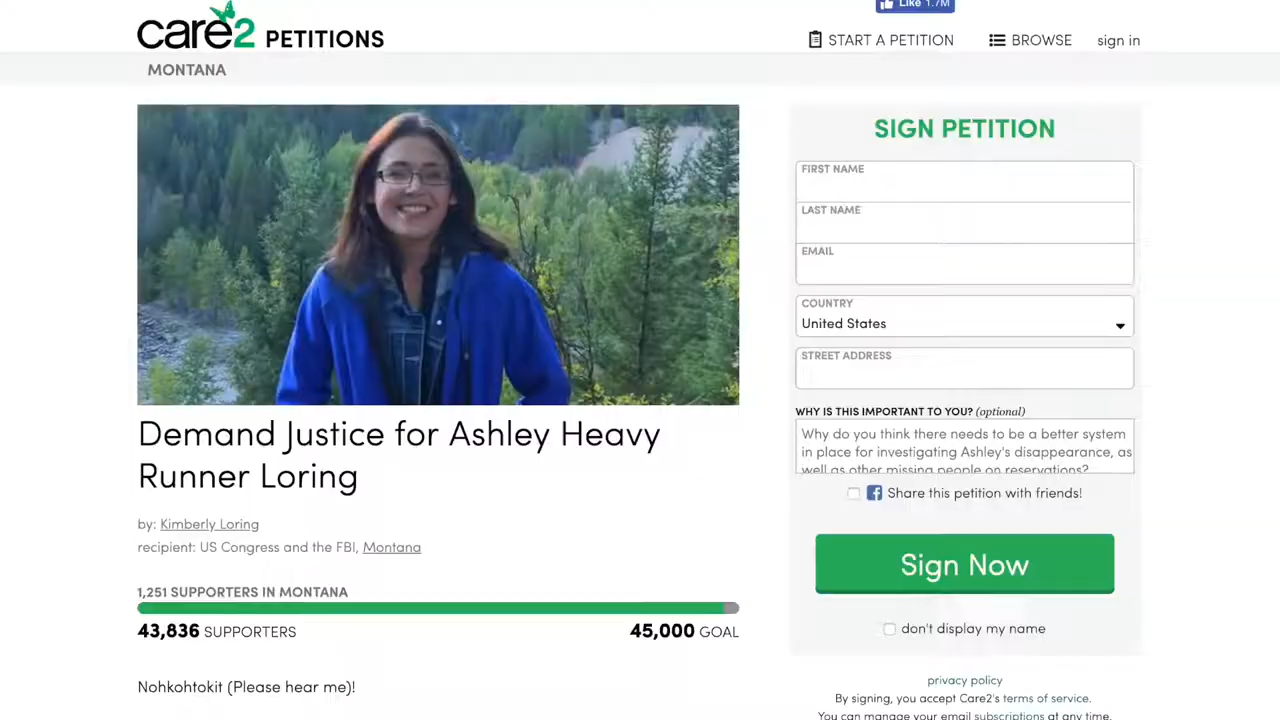 Like 1.7M
care2 PETITIONS
START A PETITION
BROWSE
sign in
MONTANA
Demand Justice for Ashley Heavy
Runner Loring
by: Kimberly Loring
recipient: US Congress and the FBI, Montana
1,251 SUPPORTERS IN MONTANA
43,836 SUPPORTERS
45,000 GOAL
Nohkohtokit (Please hear me)!
SIGN PETITION
FIRST NAME
LAST NAME
EMAIL
COUNTRY
United States
STREET ADDRESS
WHY IS THIS IMPORTANT TO YOU? (optional)
Why do you think there needs to be a better system
in place for investigating Ashley's disappearance, as
well as other missing people on reservations?
Share this petition with friends!
Sign Now
don't display my name
privacy policy
By signing, you accept Care2's terms of service.
You can manage your email subscriptions at any time.